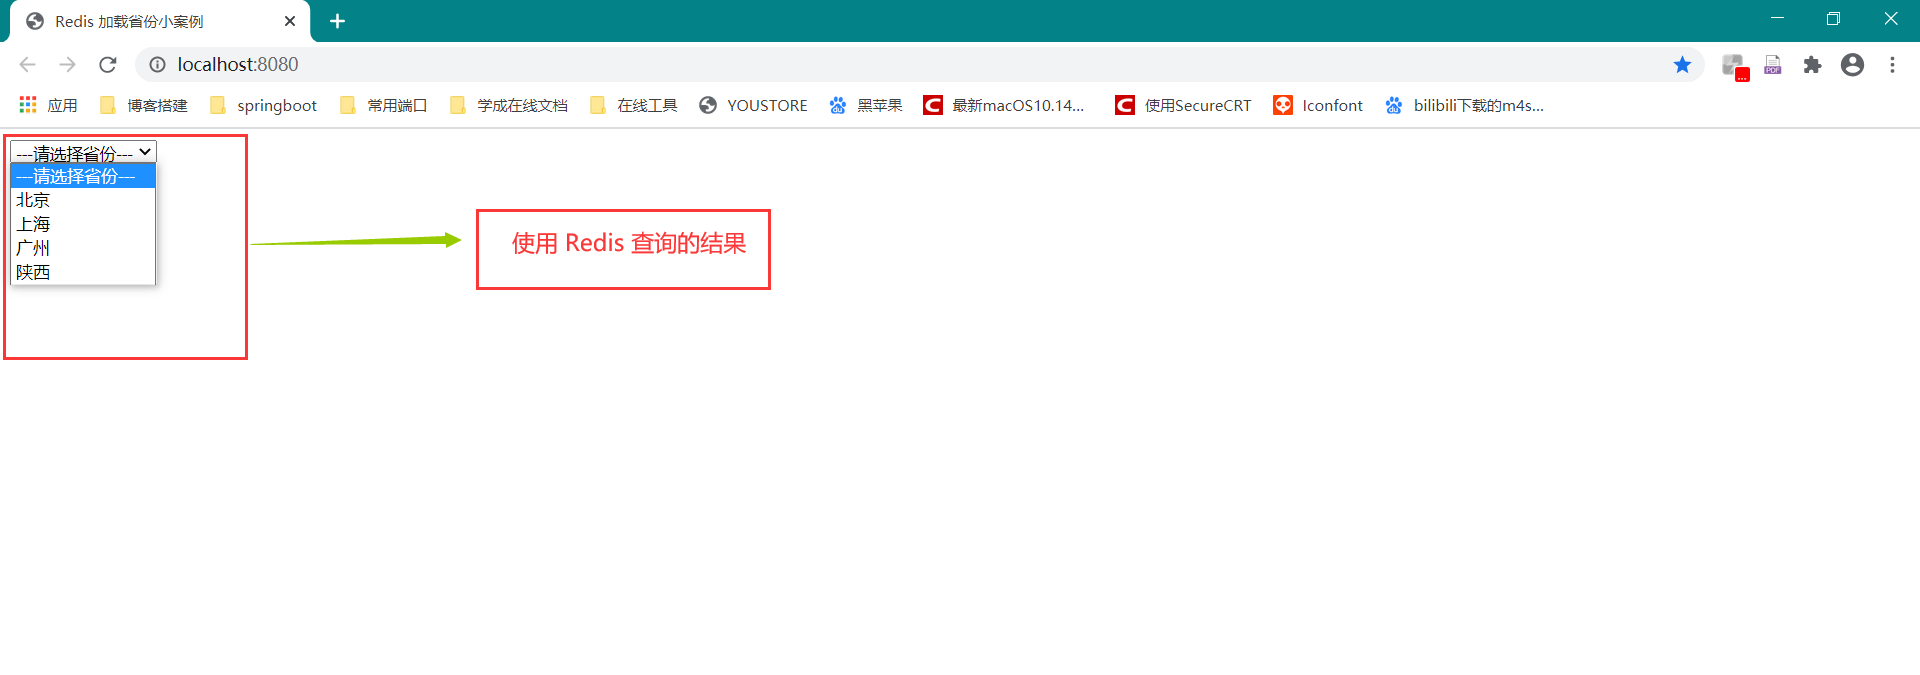 Redis 加载省份小案例
localhost:8080
应用 博客搭建 springboot 常用端口 学成在线文档 在线工具 YOUSTORE 黑苹果 最新macOS10.14... 使用SecureCRT Iconfont bilibili下载的m4s...
---请选择省份---
---请选择省份---
北京
上海
广州
陕西
使用 Redis 查询的结果